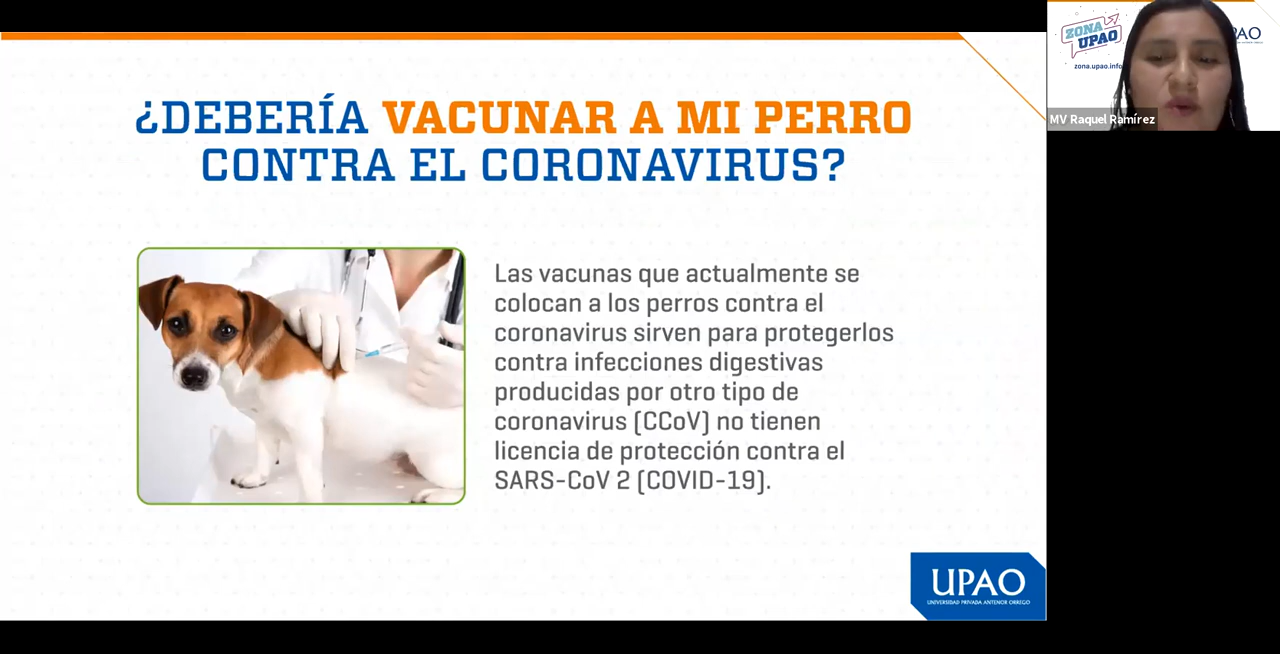 ¿DEBERÍA VACUNAR A MI PERRO
CONTRA EL CORONAVIRUS?
Las vacunas que actualmente se
colocan a los perros contra el
coronavirus sirven para protegerlos
contra infecciones digestivas
producidas por otro tipo de
coronavirus (CCoV) no tienen
licencia de protección contra el
SARS-CoV 2 (COVID-19).
UPAO
UNIVERSIDAD PRIVADA ANTENOR ORREGO
ZONA
UPAO
zona.upao.info
PAO
MV Raquel Ramírez